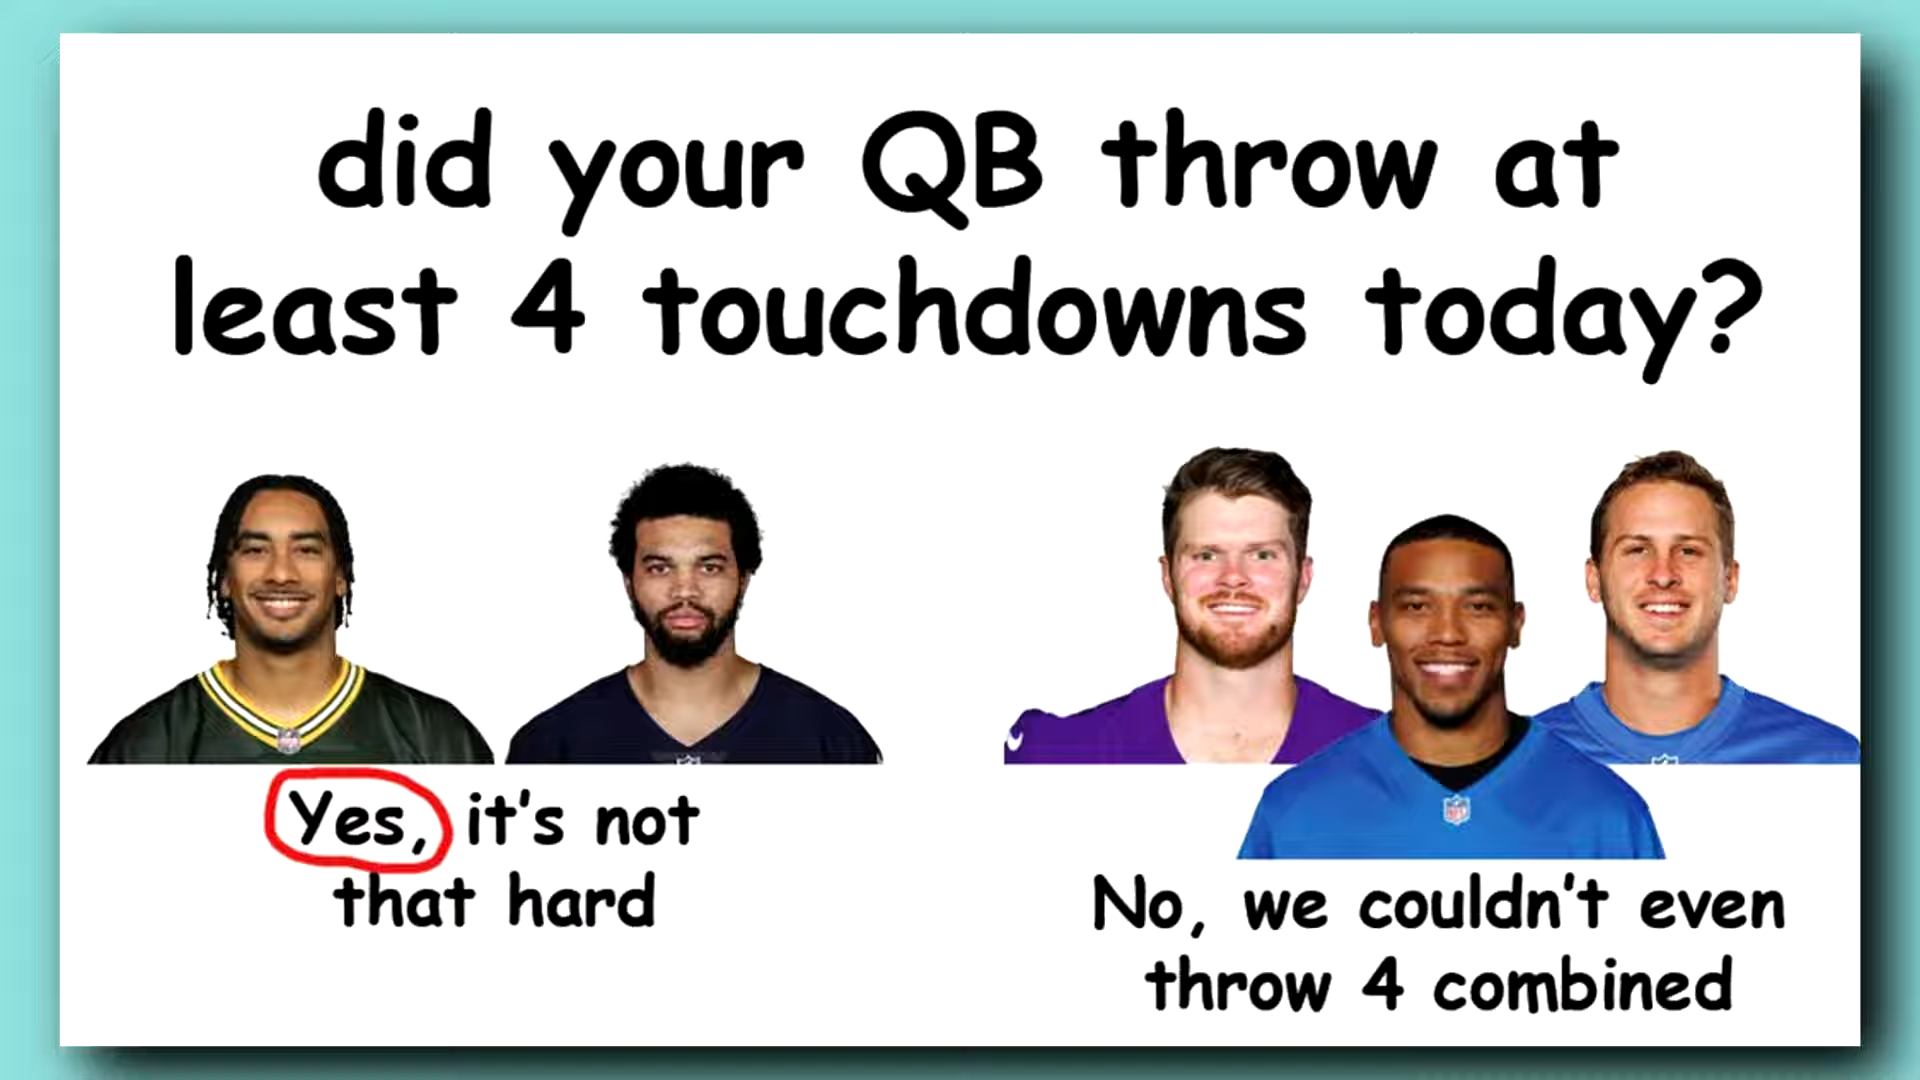 did your QB throw at
least 4 touchdowns today?
Yes, it's not
that hard
No, we couldn't even
throw 4 combined